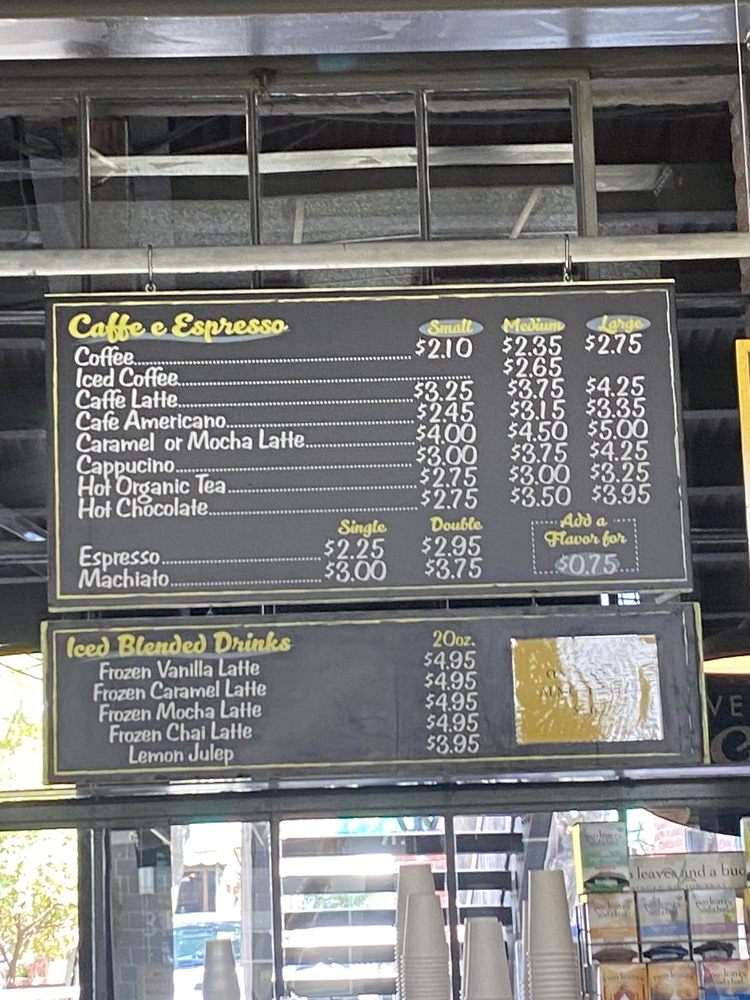 Caffe e Espresso Small Medium Large
Coffee $2.10 $2.35 $2.75
Iced Coffee $2.65
Caffe Latte $3.25 $3.75 $4.25
Cafe Americano $2.45 $3.15 $3.35
Caramel or Mocha Latte $4.00 $4.50 $5.00
Cappucino $3.00 $3.75 $4.25
Hot Organic Tea $2.75 $3.00 $3.25
Hot Chocolate $2.75 $3.50 $3.95
Single Double
Espresso $2.25 $2.95
Machiato $3.00 $3.75
Add a
Flavor for
$0.75
Iced Blended Drinks 20oz.
Frozen Vanilla Latte $4.95
Frozen Caramel Latte $4.95
Frozen Mocha Latte $4.95
Frozen Chai Latte $4.95
Lemon Julep $3.95
leaves and a bud